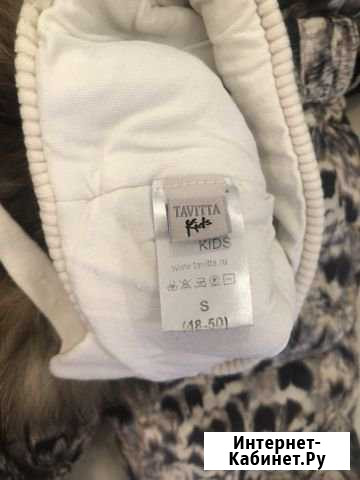 TAVITTA
Kids
KIDS
www.tavitta.ru
S
(48-50)
Интернет-
Кабинет.Ру